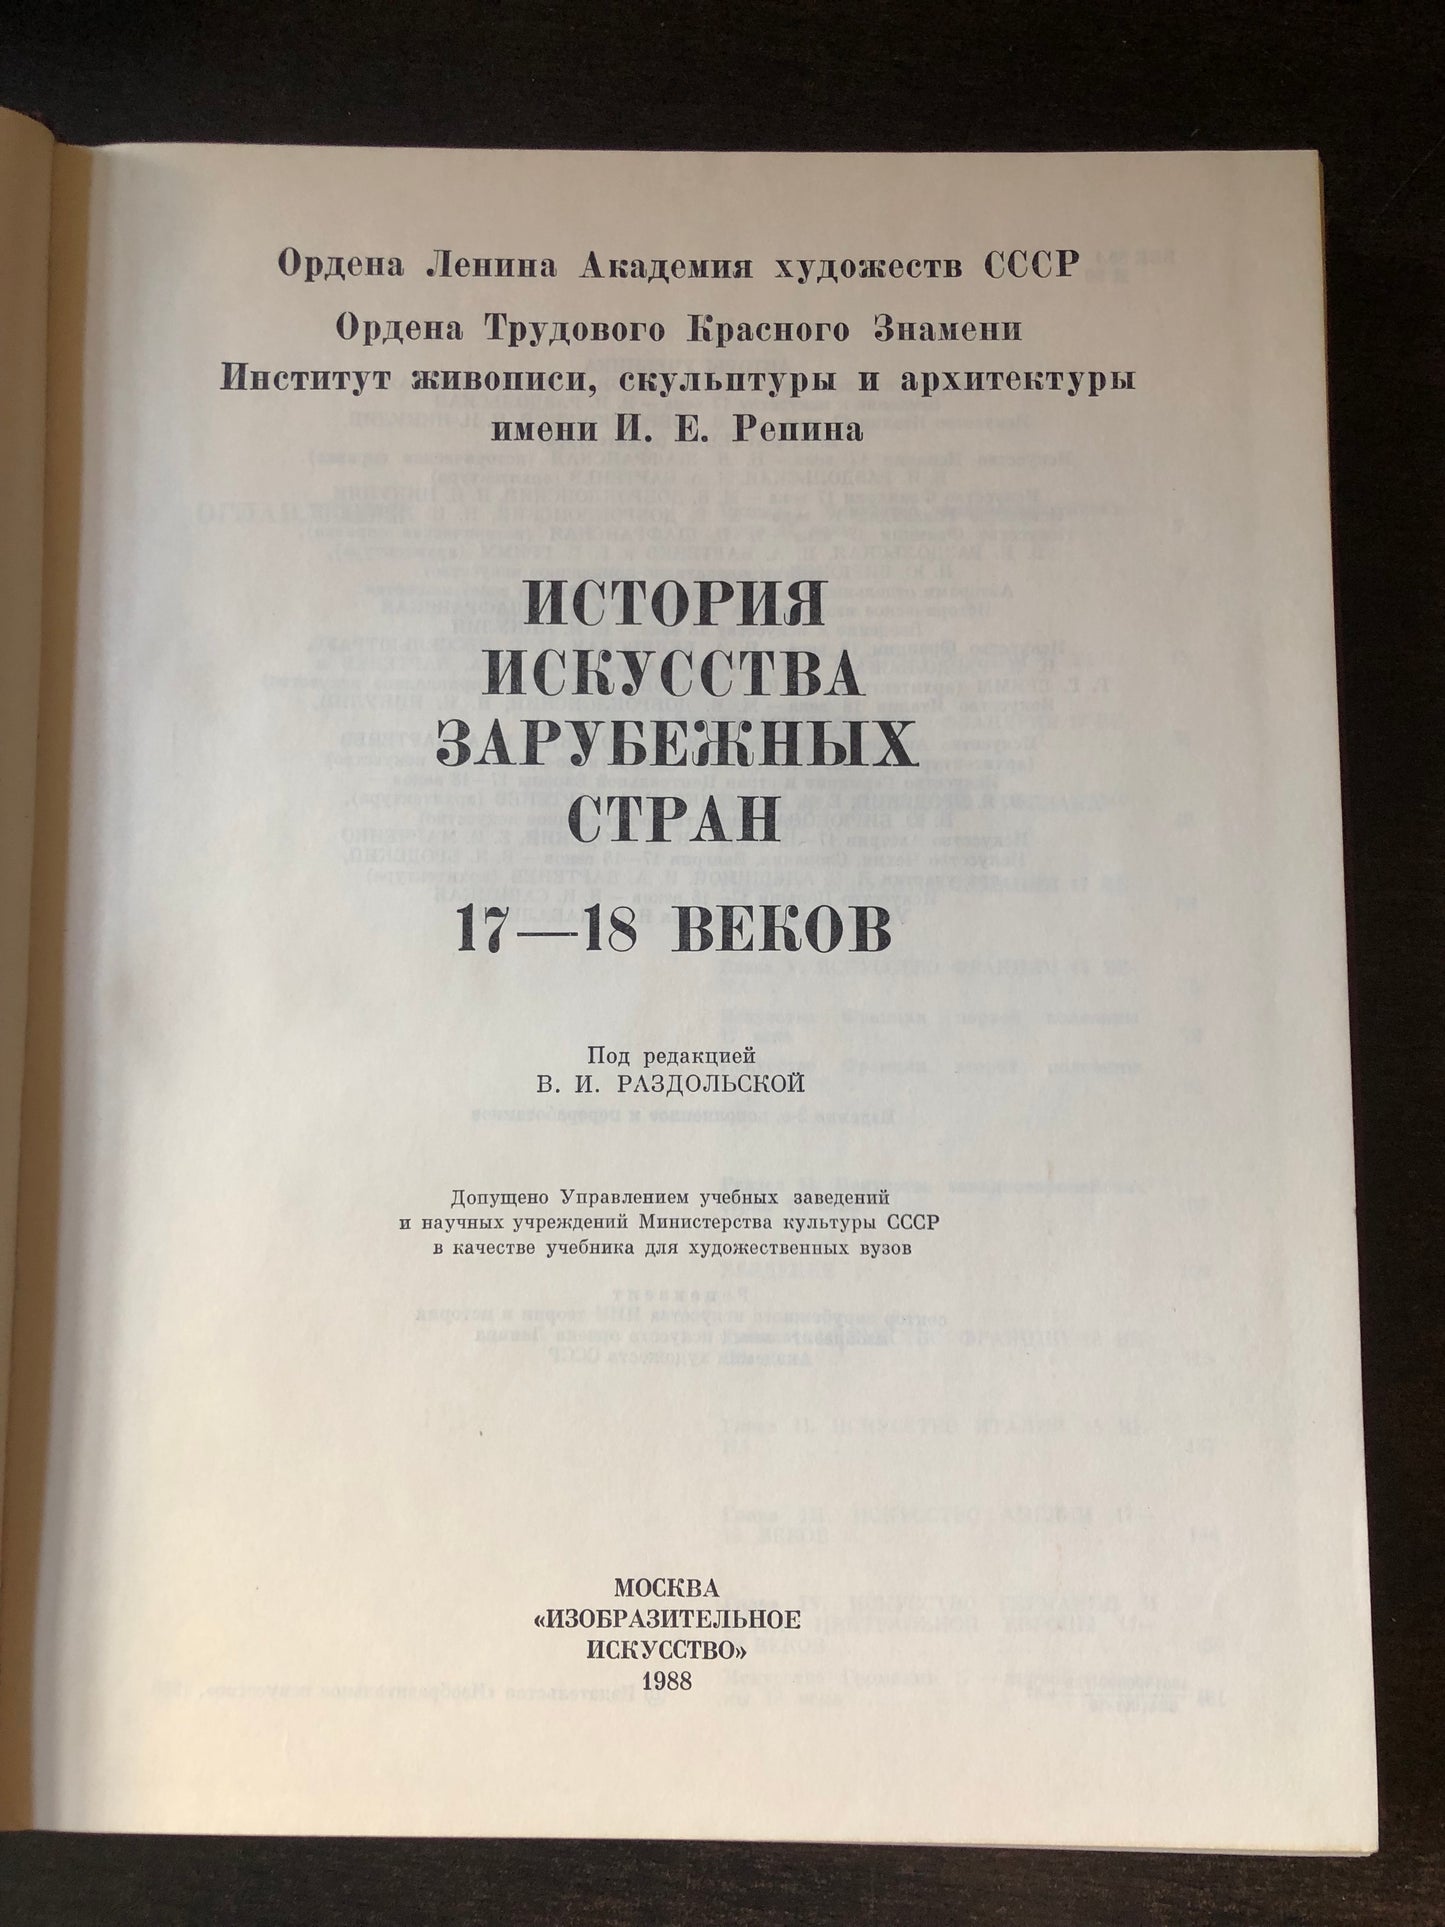 Ордена Ленина Академия художеств СССР
Ордена Трудового Красного Знамени
Институт живописи, скульптуры и архитектуры
имени И. Е. Репина
ИСТОРИЯ
ИСКУССТВА
ЗАРУБЕЖНЫХ
СТРАН
17—18 ВЕКОВ
Под редакцией
В. И. РАЗДОЛЬСКОЙ
Допущено Управлением учебных заведений
и научных учреждений Министерства культуры СССР
в качестве учебника для художественных вузов
МОСКВА
«ИЗОБРАЗИТЕЛЬНОЕ
ИСКУССТВО»
1988